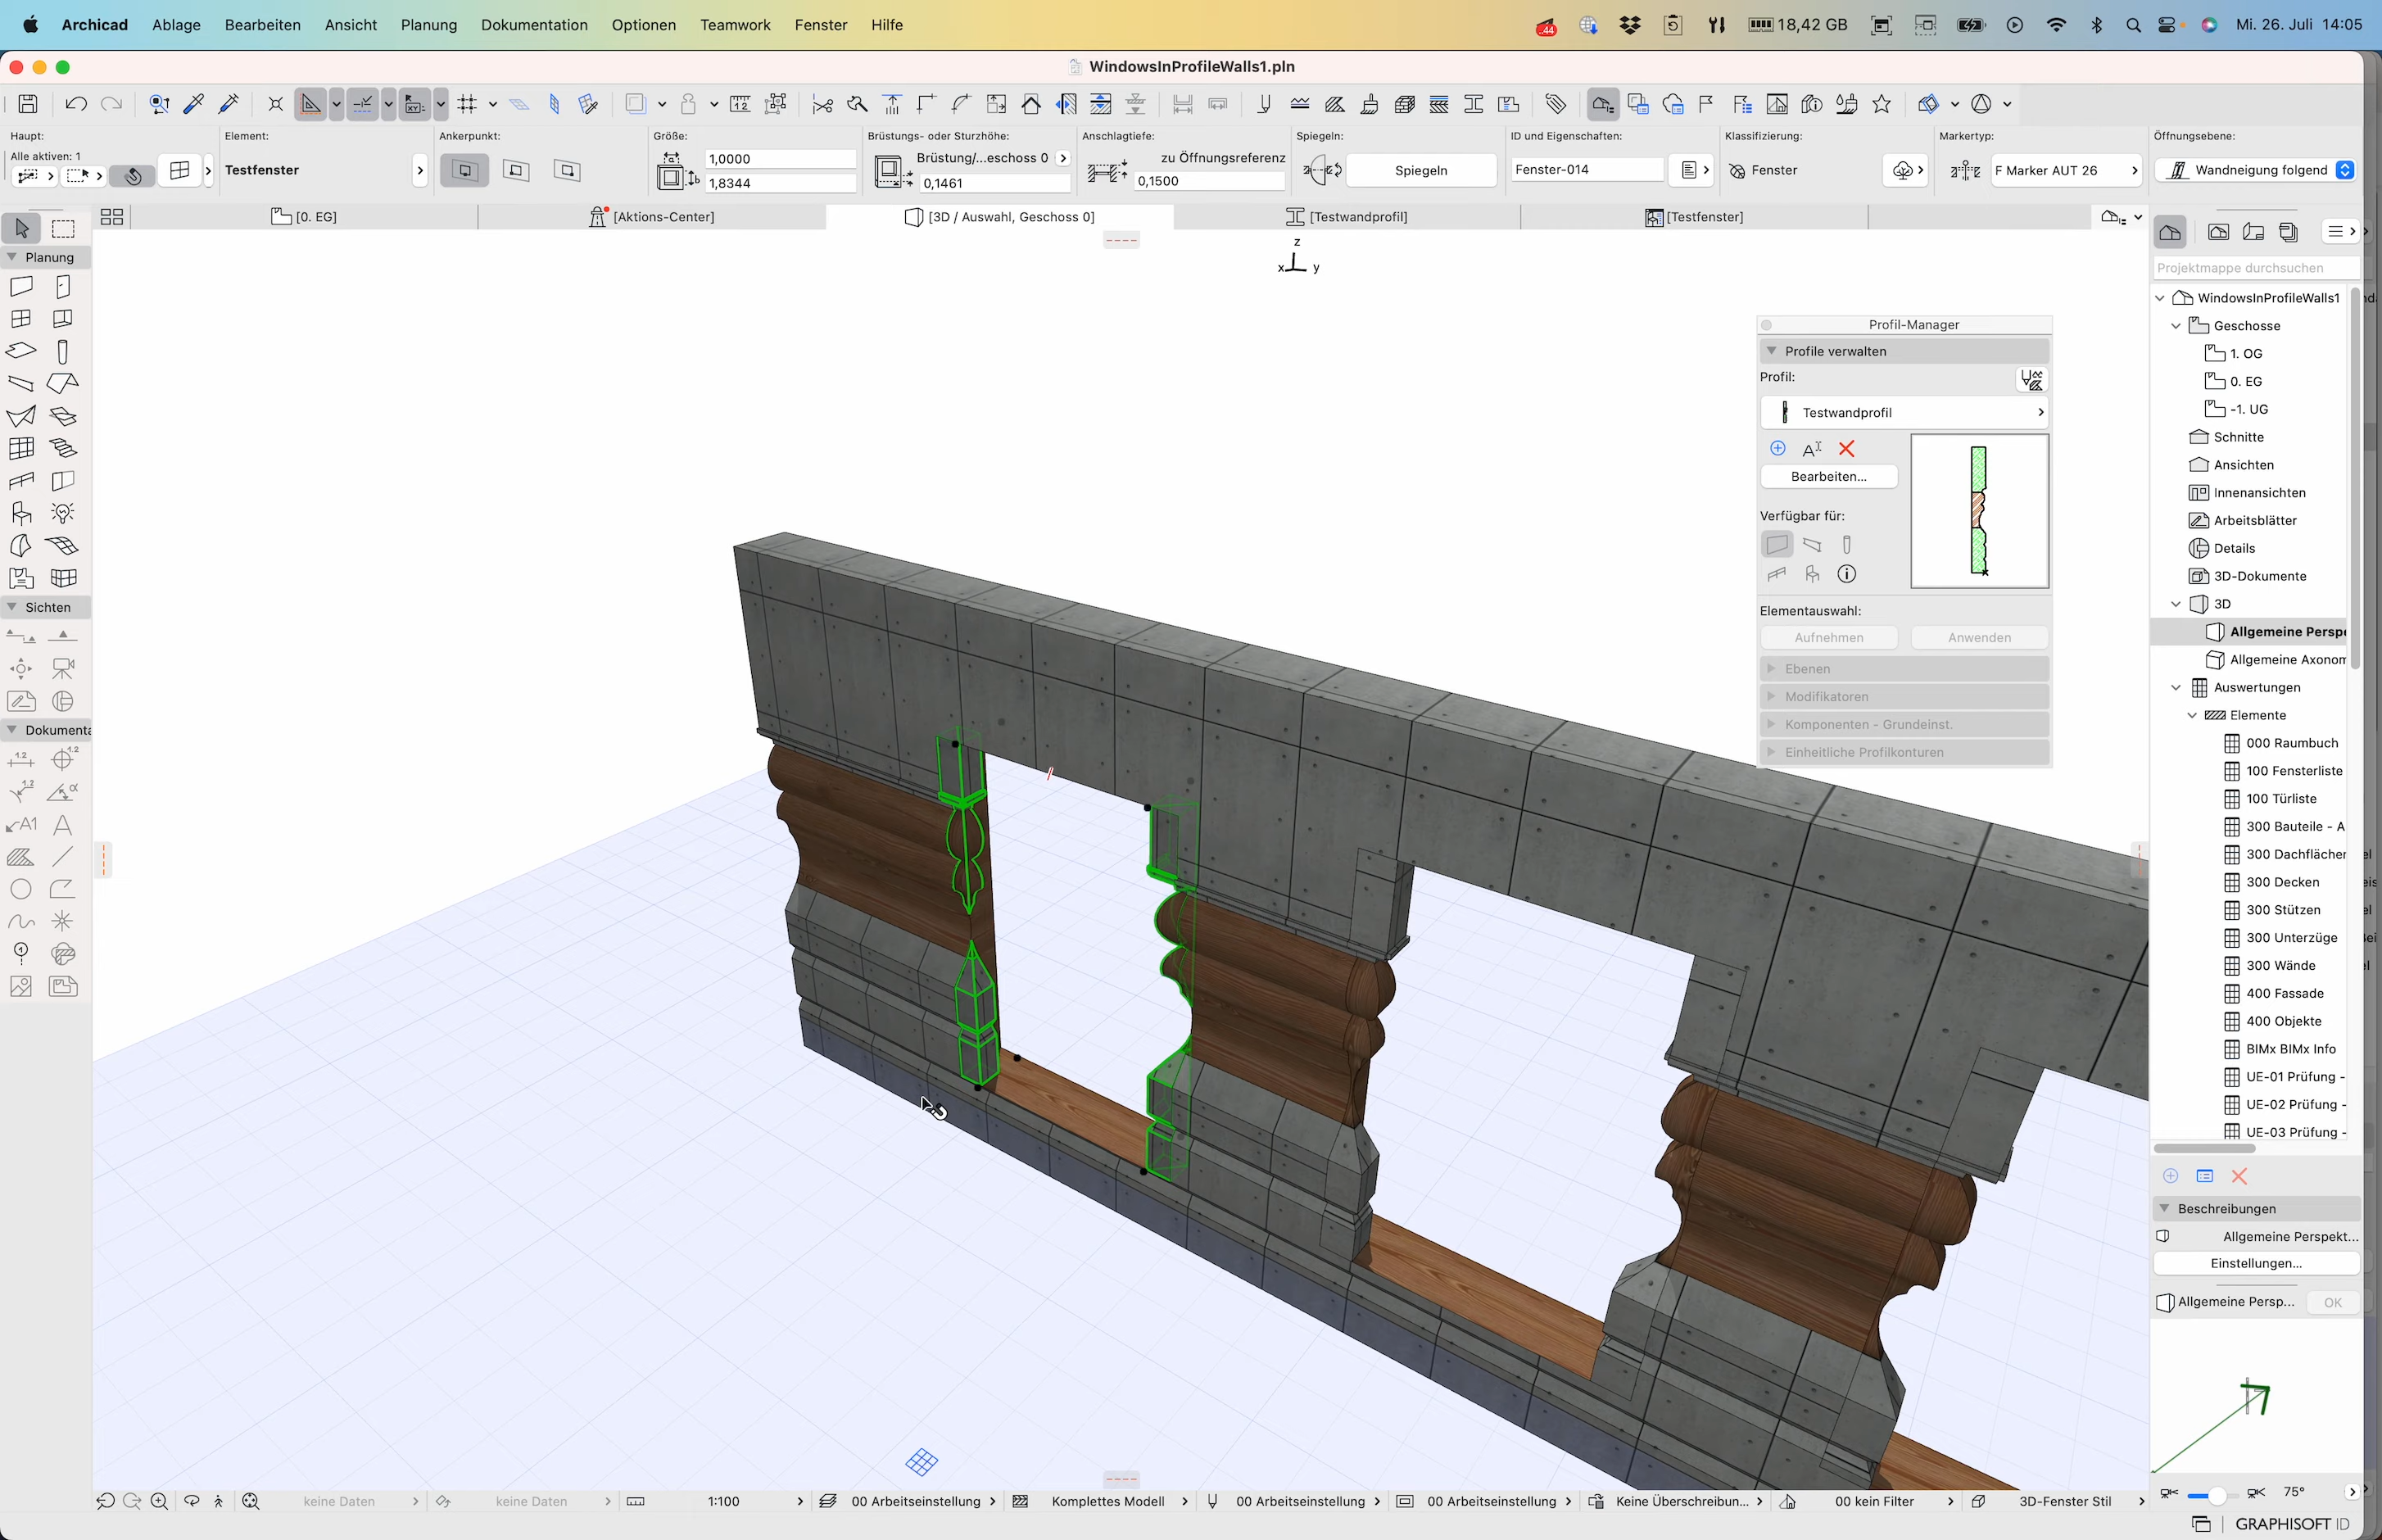 Archicad Ablage Bearbeiten Ansicht Planung Dokumentation Optionen Teamwork Fenster Hilfe 44 18,42 GB Mi. 26. Juli 14:05
WindowsInProfileWalls1.pln
Haupt:
Alle aktiven: 1
Element:
Testfenster
Ankerpunkt:
Größe:
1,0000
1,8344
Brüstungs- oder Sturzhöhe:
Brüstung/...eschoss 0
0,1461
Anschlagtiefe:
zu Öffnungsreferenz
0,1500
Spiegeln:
Spiegeln
ID und Eigenschaften:
Fenster-014
Klassifizierung:
Fenster
Markertyp:
F Marker AUT 26
Öffnungsebene:
Wandneigung folgend
[0. EG]
[Aktions-Center]
[3D / Auswahl, Geschoss 0]
[Testwandprofil]
[Testfenster]
Planung
Sichten
Dokumenta
z
x y
Profil-Manager
Profile verwalten
Profil:
Testwandprofil
Bearbeiten...
Verfügbar für:
Elementauswahl:
Aufnehmen Anwenden
Ebenen
Modifikatoren
Komponenten - Grundeinst.
Einheitliche Profilkonturen
Projektmappe durchsuchen
WindowsInProfileWalls1
Geschosse
1. OG
0. EG
-1. UG
Schnitte
Ansichten
Innenansichten
Arbeitsblätter
Details
3D-Dokumente
3D
Allgemeine Perspe
Allgemeine Axonom
Auswertungen
Elemente
000 Raumbuch
100 Fensterliste
100 Türliste
300 Bauteile - A
300 Dachflächen
300 Decken
300 Stützen
300 Unterzüge
300 Wände
400 Fassade
400 Objekte
BIMx BIMx Info
UE-01 Prüfung -
UE-02 Prüfung -
UE-03 Prüfung -
Beschreibungen
Allgemeine Perspekt...
Einstellungen...
Allgemeine Persp... OK
keine Daten keine Daten 1:100 00 Arbeitseinstellung Komplettes Modell 00 Arbeitseinstellung 00 Arbeitseinstellung Keine Überschreibun... 00 kein Filter 3D-Fenster Stil 75°
GRAPHISOFT ID